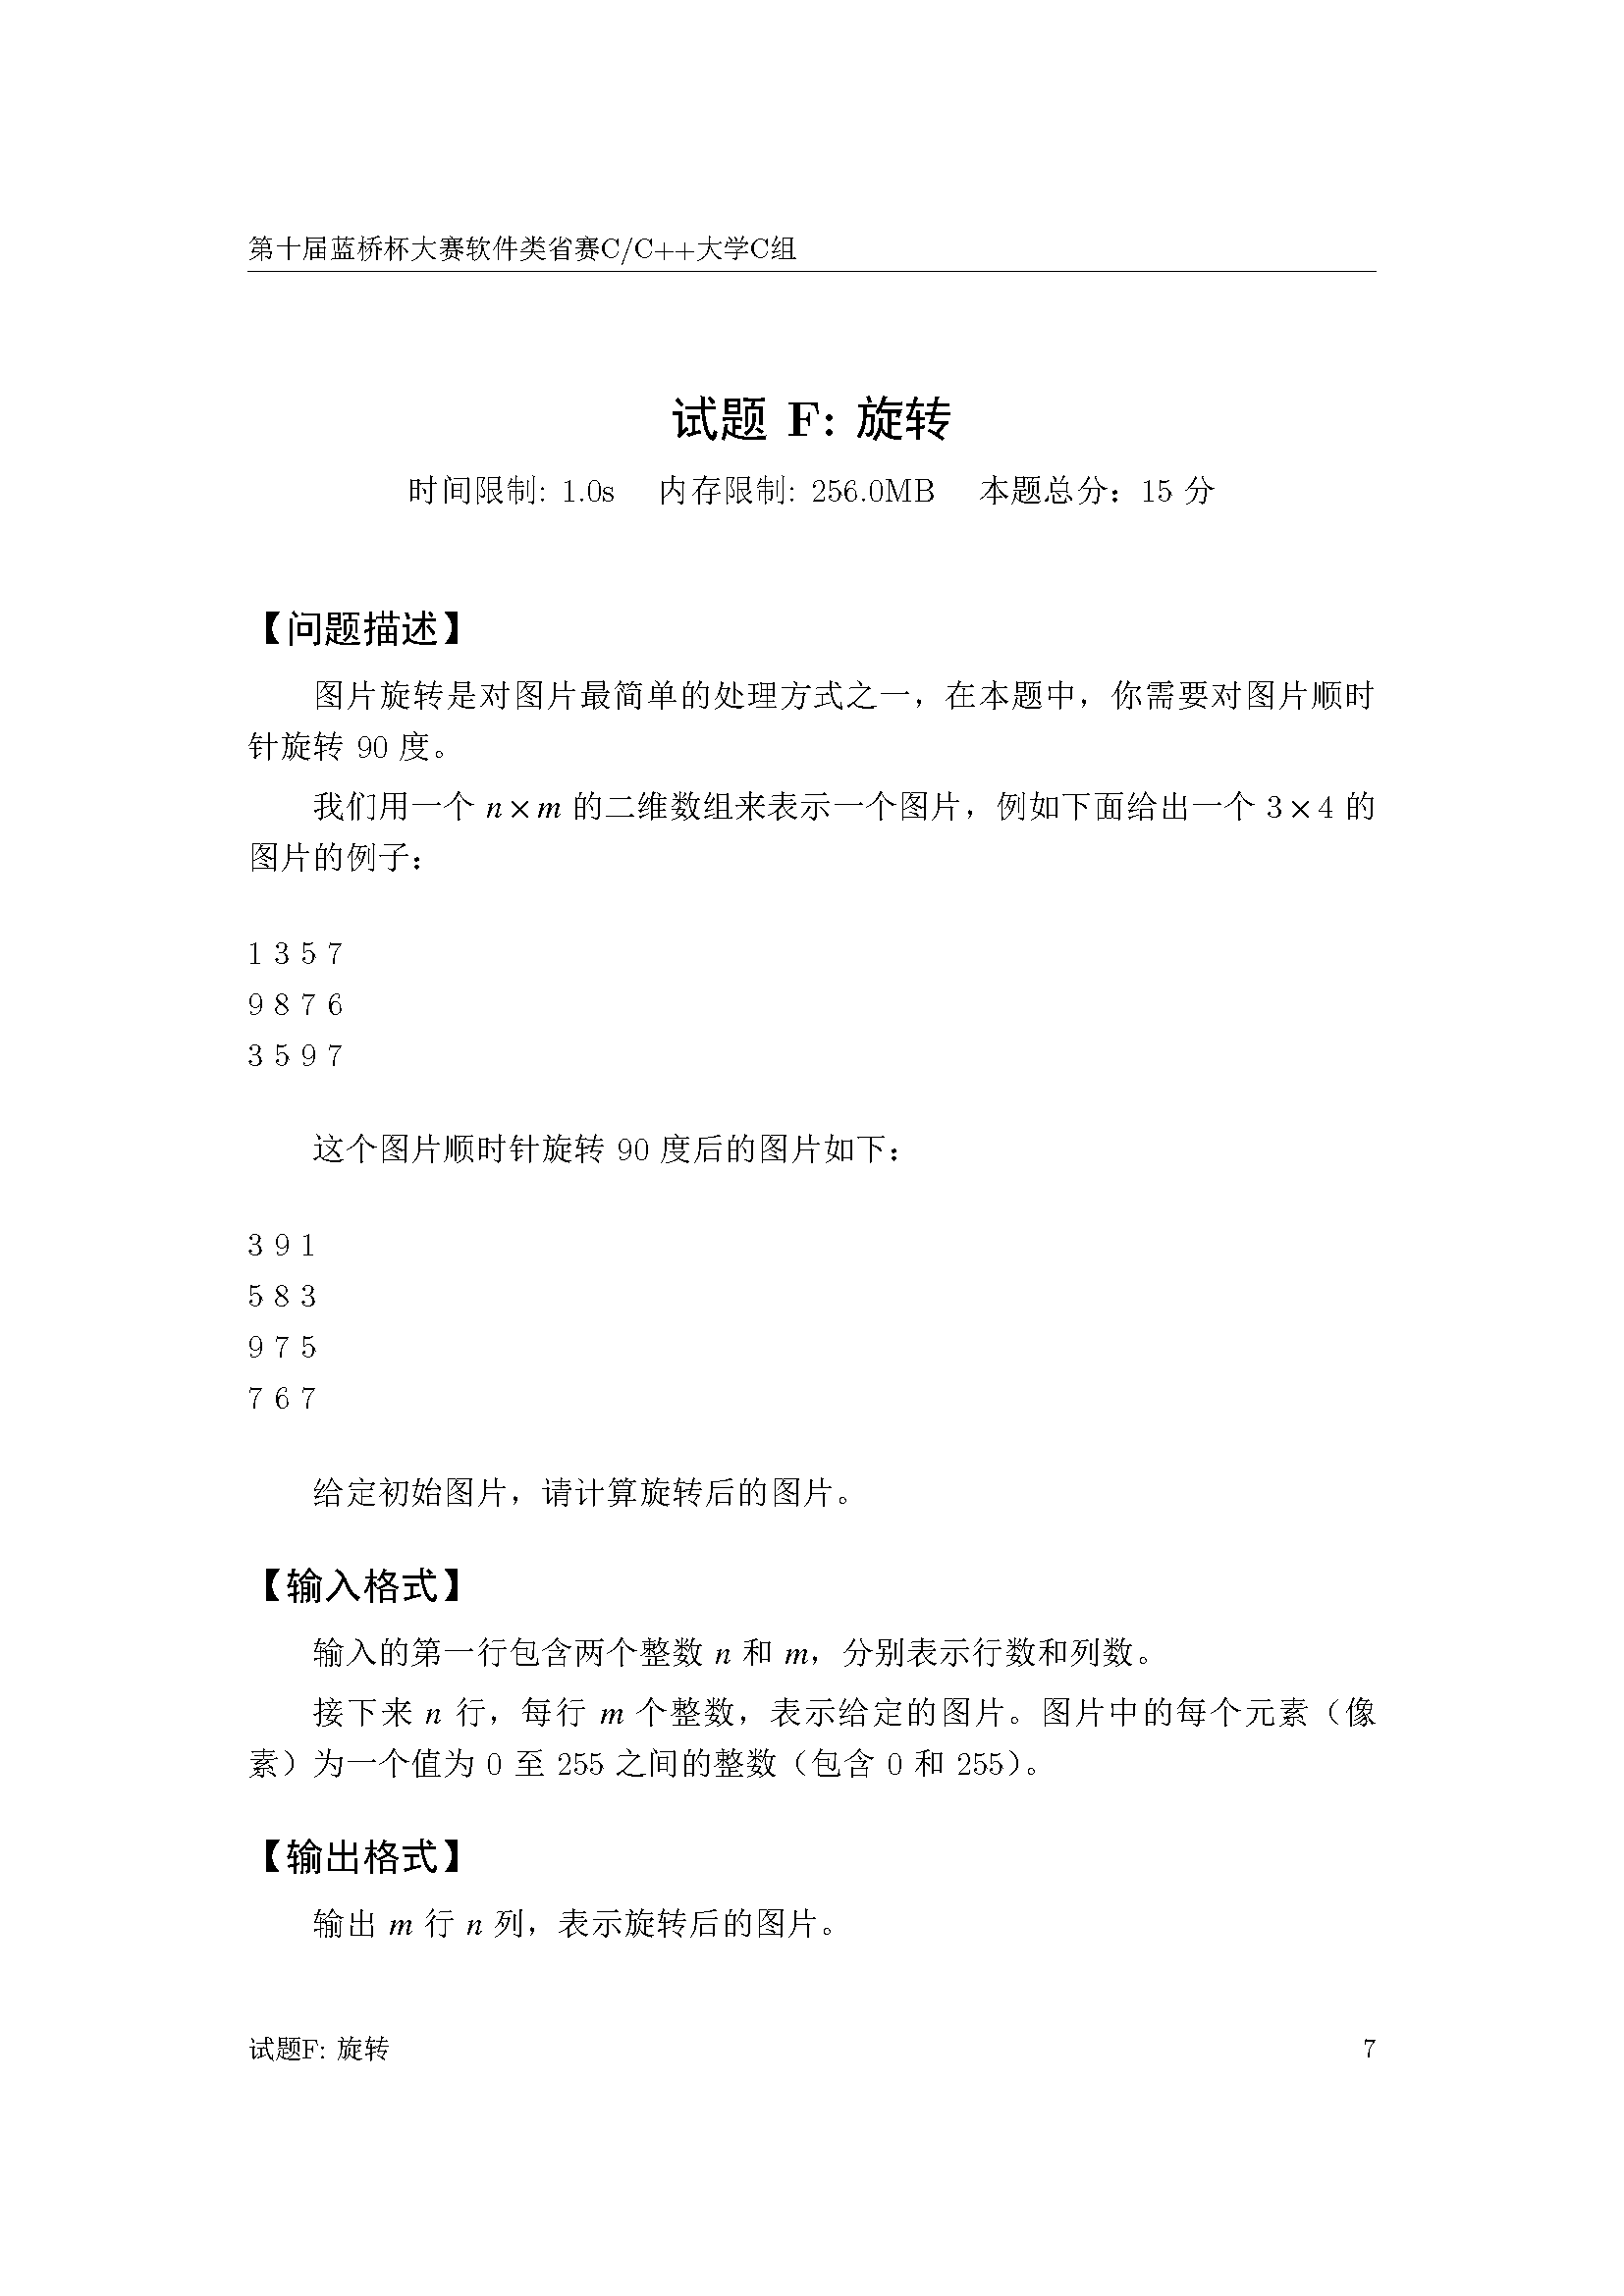 第十届蓝桥杯大赛软件类省赛C/C++大学C组
试题 F: 旋转
时间限制: 1.0s 内存限制: 256.0MB 本题总分：15 分
【问题描述】
图片旋转是对图片最简单的处理方式之一，在本题中，你需要对图片顺时
针旋转 90 度。
我们用一个 n × m 的二维数组来表示一个图片，例如下面给出一个 3 × 4 的
图片的例子：
1 3 5 7
9 8 7 6
3 5 9 7
这个图片顺时针旋转 90 度后的图片如下：
3 9 1
5 8 3
9 7 5
7 6 7
给定初始图片，请计算旋转后的图片。
【输入格式】
输入的第一行包含两个整数 n 和 m，分别表示行数和列数。
接下来 n 行，每行 m 个整数，表示给定的图片。图片中的每个元素（像
素）为一个值为 0 至 255 之间的整数（包含 0 和 255）。
【输出格式】
输出 m 行 n 列，表示旋转后的图片。
试题F: 旋转 7